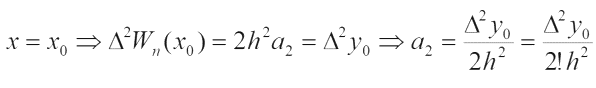 x = x₀ ⇒ Δ²Wₙ(x₀) = 2h²a₂ = Δ²y₀ ⇒ a₂ = Δ²y₀ / 2h² = Δ²y₀ / 2!h²